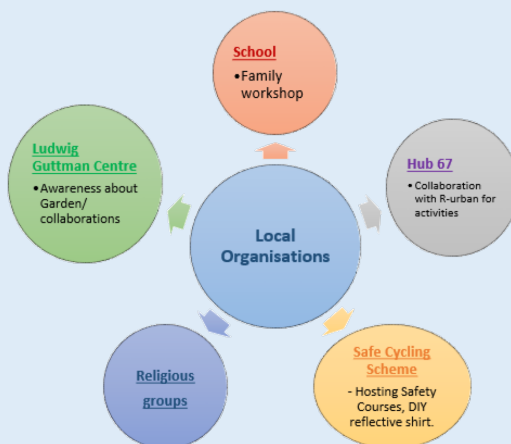 School
•Family
workshop
Ludwig
Guttman Centre
•Awareness about
Garden/
collaborations
Hub 67
•Collaboration
with R-urban for
activities
Local
Organisations
Religious
groups
Safe Cycling
Scheme
- Hosting Safety
Courses, DIY
reflective shirt.